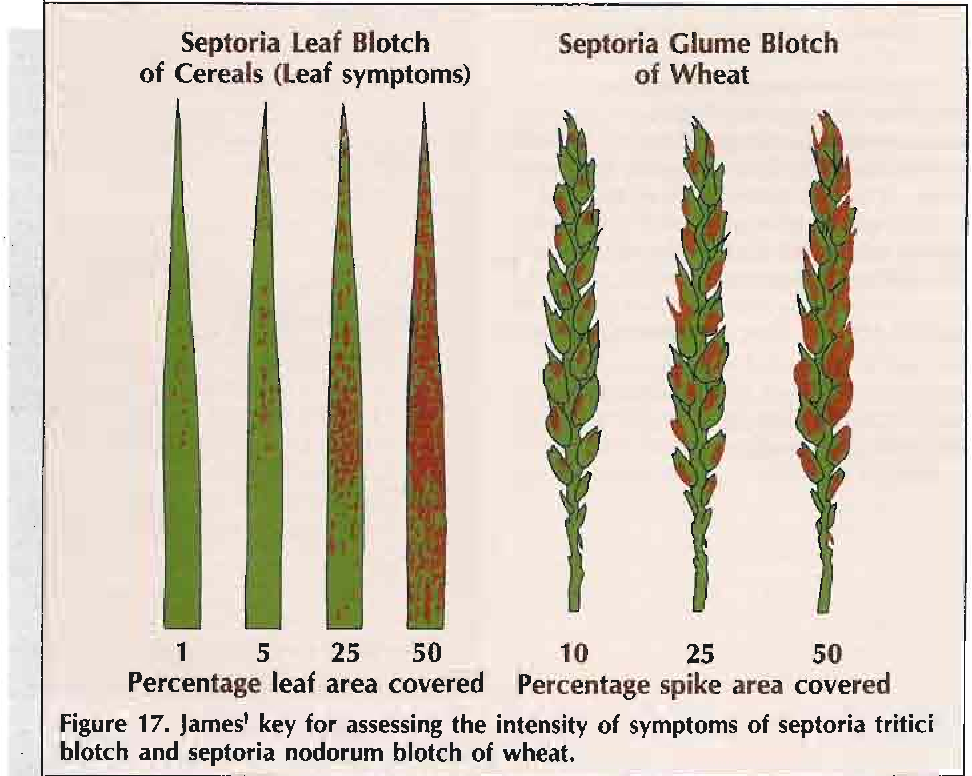 Septoria Leaf Blotch
of Cereals (Leaf symptoms)
Septoria Glume Blotch
of Wheat
1 5 25 50
Percentage leaf area covered
10 25 50
Percentage spike area covered
Figure 17. James' key for assessing the intensity of symptoms of septoria tritici
blotch and septoria nodorum blotch of wheat.